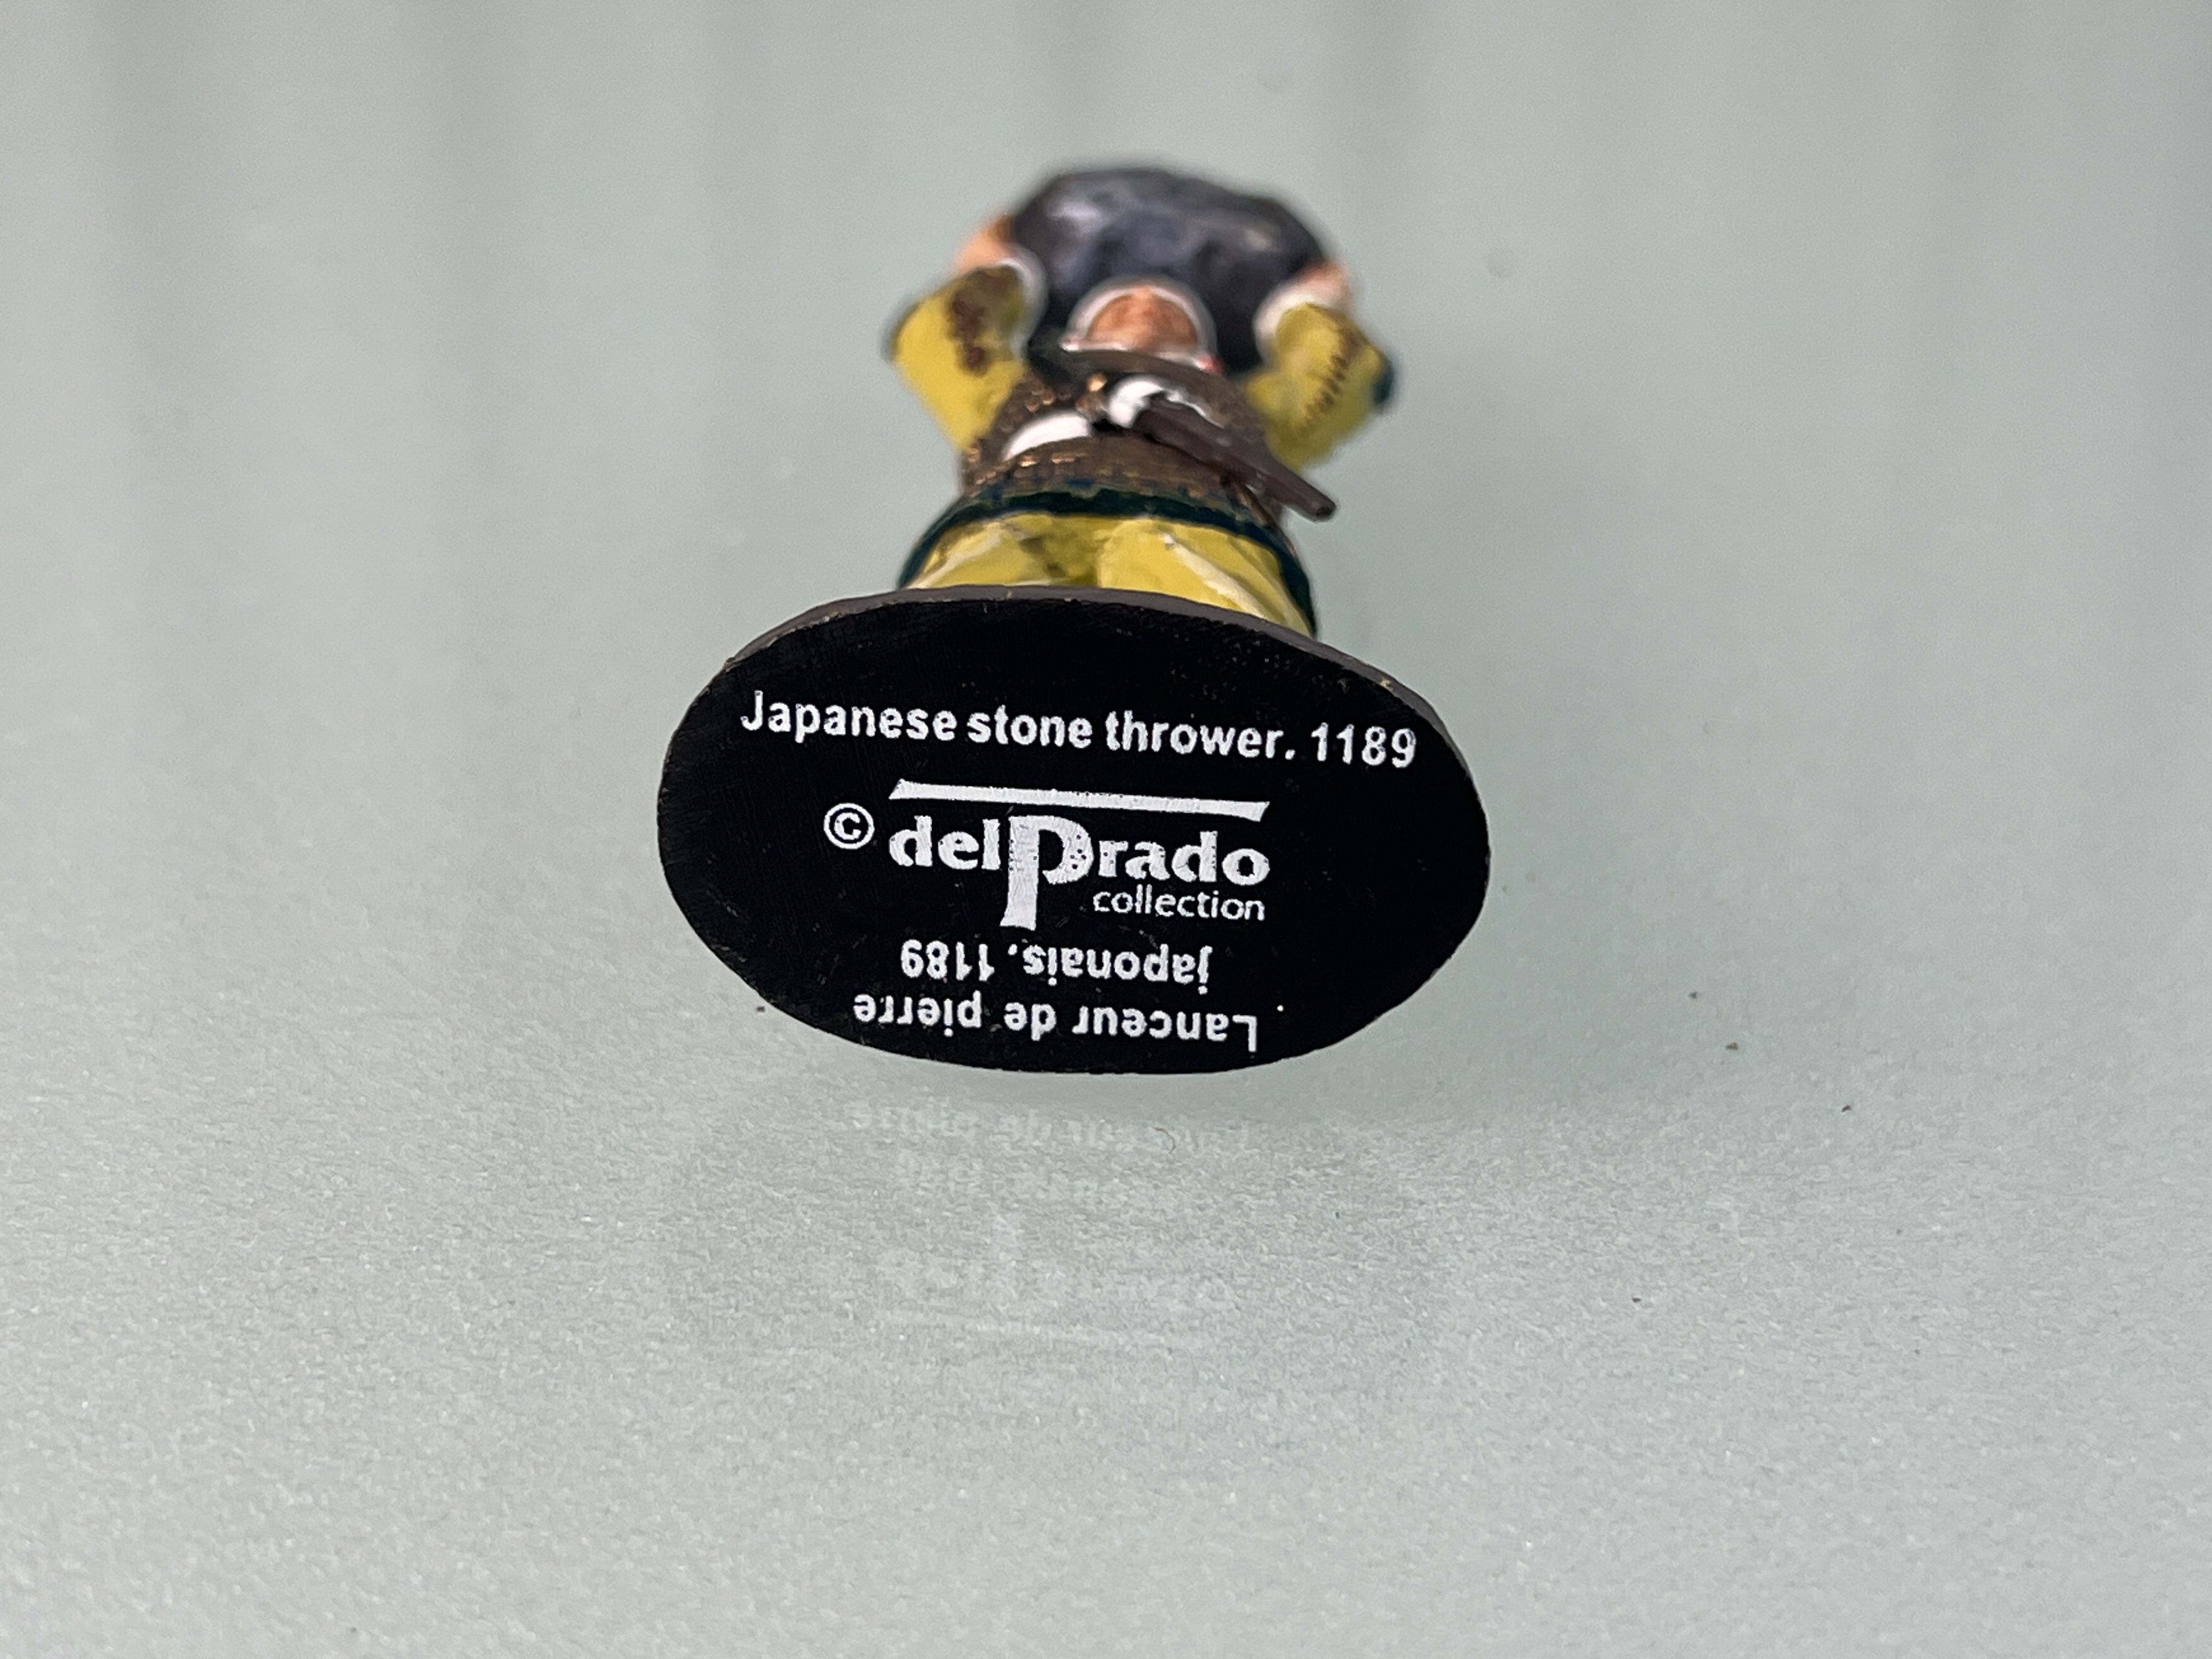 Japanese stone thrower. 1189
© delPrado
collection
Lanceur de pierre
japonais. 1189